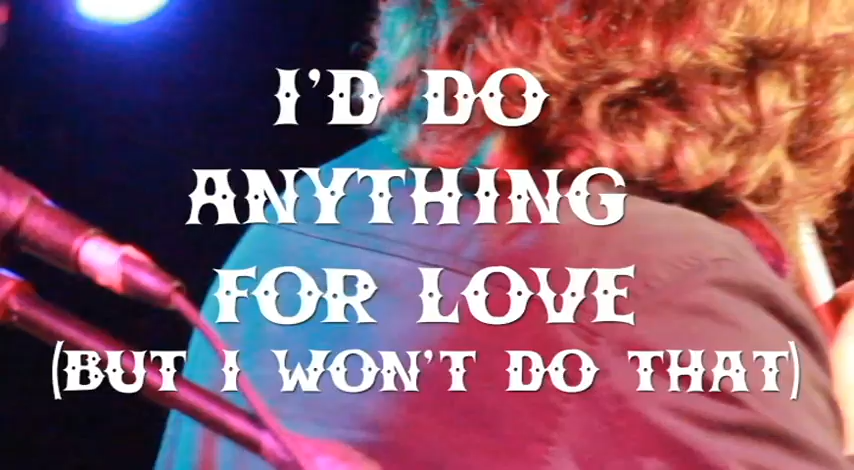 I'D DO
ANYTHING
FOR LOVE
(BUT I WON'T DO THAT)